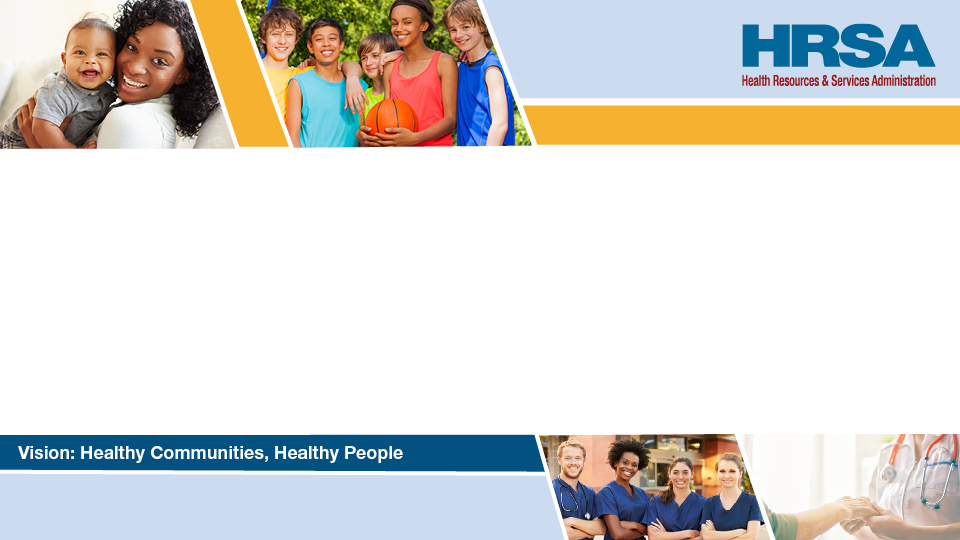 HRSA
Health Resources & Services Administration
Vision: Healthy Communities, Healthy People